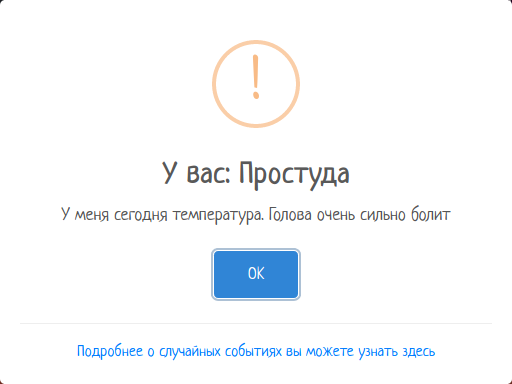 !
У вас: Простуда
У меня сегодня температура. Голова очень сильно болит
OK
Подробнее о случайных событиях вы можете узнать здесь